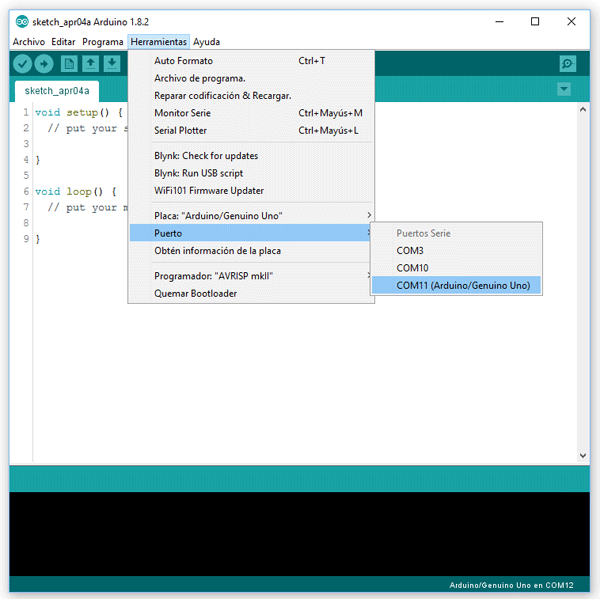 sketch_apr04a Arduino 1.8.2
Archivo Editar Programa Herramientas Ayuda
sketch_apr04a
Auto Formato Ctrl+T
Archivo de programa.
Reparar codificación & Recargar.
Monitor Serie Ctrl+Mayús+M
Serial Plotter Ctrl+Mayús+L
Blynk: Check for updates
Blynk: Run USB script
WiFi101 Firmware Updater
Placa: "Arduino/Genuino Uno"
Puerto
Obtén información de la placa
Programador: "AVRISP mkII"
Quemar Bootloader
Puertos Serie
COM3
COM10
COM11 (Arduino/Genuino Uno)
1 void setup() {
2 // put your s
3
4 }
5
6 void loop() {
7 // put your m
8
9 }
Arduino/Genuino Uno en COM12